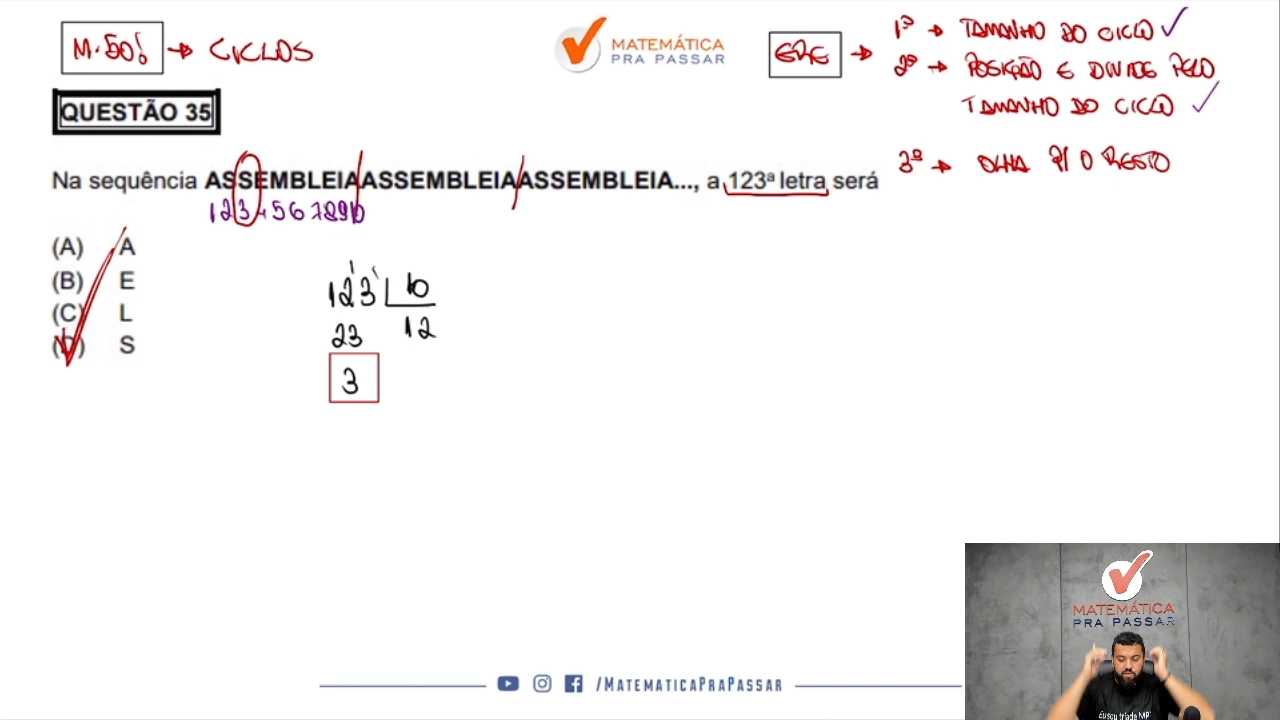 M.50! → CICLOS
MATEMÁTICA
PRA PASSAR
1º → TAMANHO DO CICLO ✓
2º → POSIÇÃO E DIVIDE PELO
TAMANHO DO CICLO ✓
3º → OLHA P/ O RESTO
QUESTÃO 35
Na sequência ASSEMBLEIAASSEMBLEIAASSEMBLEIA..., a 123ª letra será
1 2 3 4 5 6 7 8 9 10
(A) A
(B) E
(C) L
(D) S
123 10
23 12
3
MATEMÁTICA
PRA PASSAR
/MATEMATICAPRAPASSAR